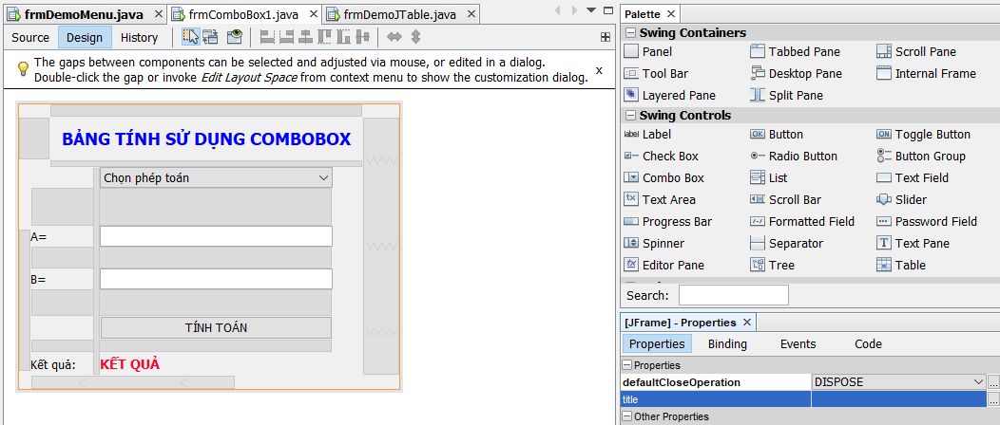 frmDemoMenu.java × frmComboBox1.java × frmDemoJTable.java ×
Source Design History
The gaps between components can be selected and adjusted via mouse, or edited in a dialog.
Double-click the gap or invoke Edit Layout Space from context menu to show the customization dialog. x
BẢNG TÍNH SỬ DỤNG COMBOBOX
Chọn phép toán
A=
B=
TÍNH TOÁN
Kết quả: KẾT QUẢ
Palette ×
Swing Containers
Panel Tabbed Pane Scroll Pane
Tool Bar Desktop Pane Internal Frame
Layered Pane Split Pane
Swing Controls
label Label OK Button ON Toggle Button
Check Box Radio Button Button Group
Combo Box List Text Field
Text Area Scroll Bar Slider
Progress Bar Formatted Field Password Field
Spinner Separator Text Pane
Editor Pane Tree Table
Search:
[JFrame] - Properties ×
Properties Binding Events Code
Properties
defaultCloseOperation DISPOSE ...
title ...
Other Properties